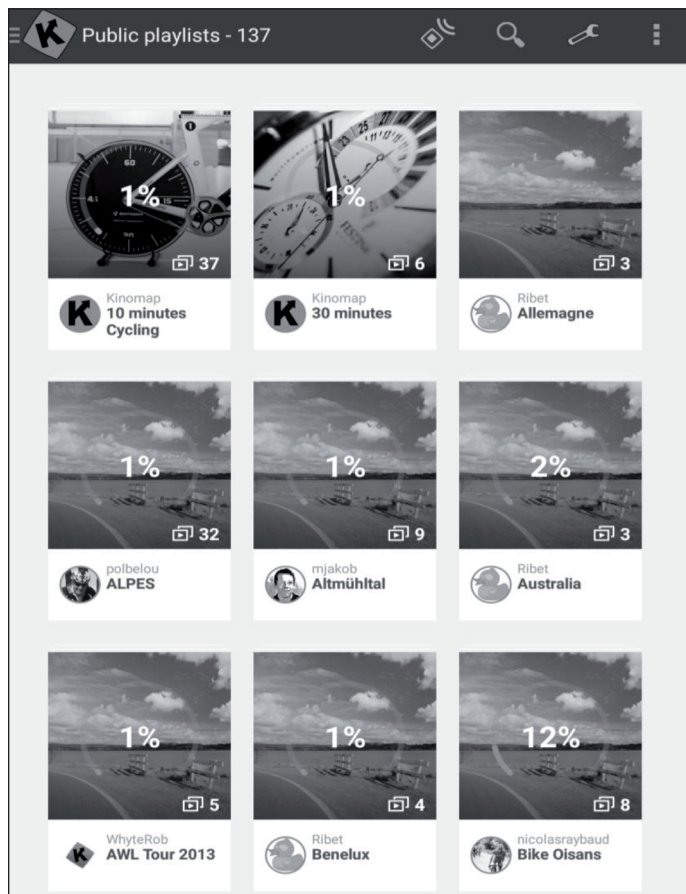 Public playlists - 137
1%
37
Kinomap
10 minutes
Cycling
1%
6
Kinomap
30 minutes
3
Ribet
Allemagne
1%
32
polbelou
ALPES
1%
9
mjakob
Altmühltal
2%
3
Ribet
Australia
1%
5
WhyteRob
AWL Tour 2013
1%
4
Ribet
Benelux
12%
8
nicolasraybaud
Bike Oisans